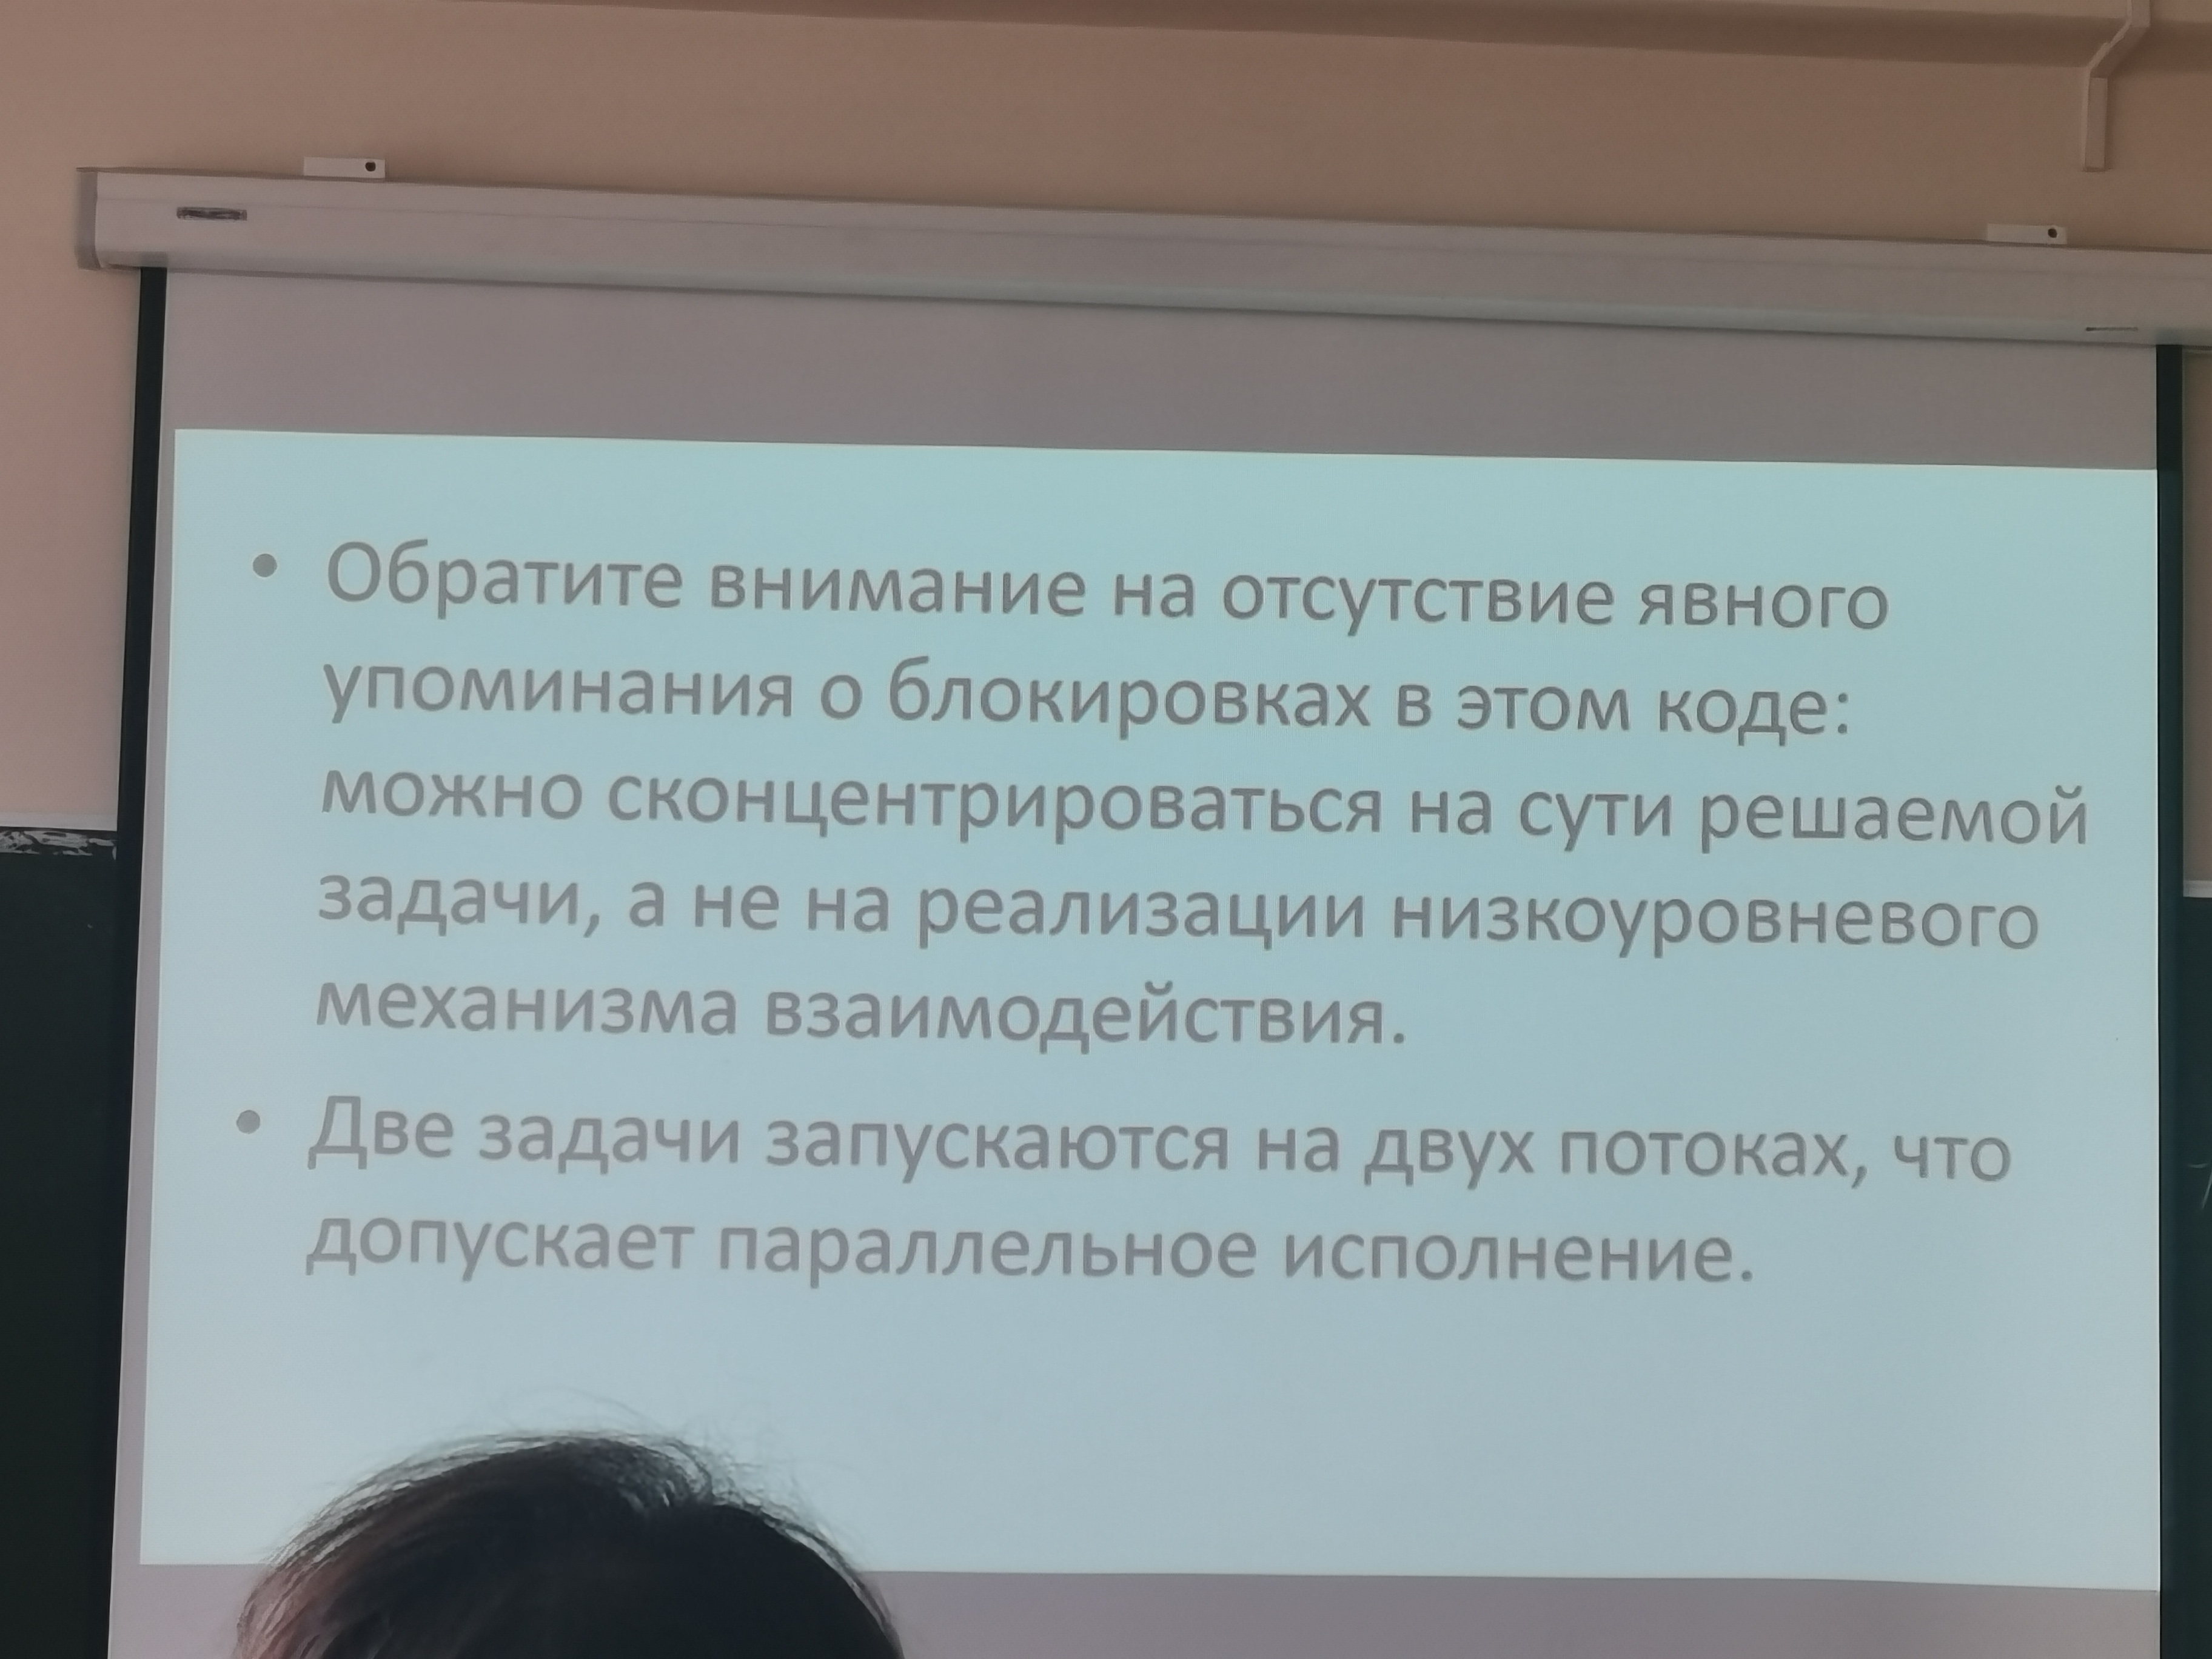 • Обратите внимание на отсутствие явного
упоминания о блокировках в этом коде:
можно сконцентрироваться на сути решаемой
задачи, а не на реализации низкоуровневого
механизма взаимодействия.
• Две задачи запускаются на двух потоках, что
допускает параллельное исполнение.